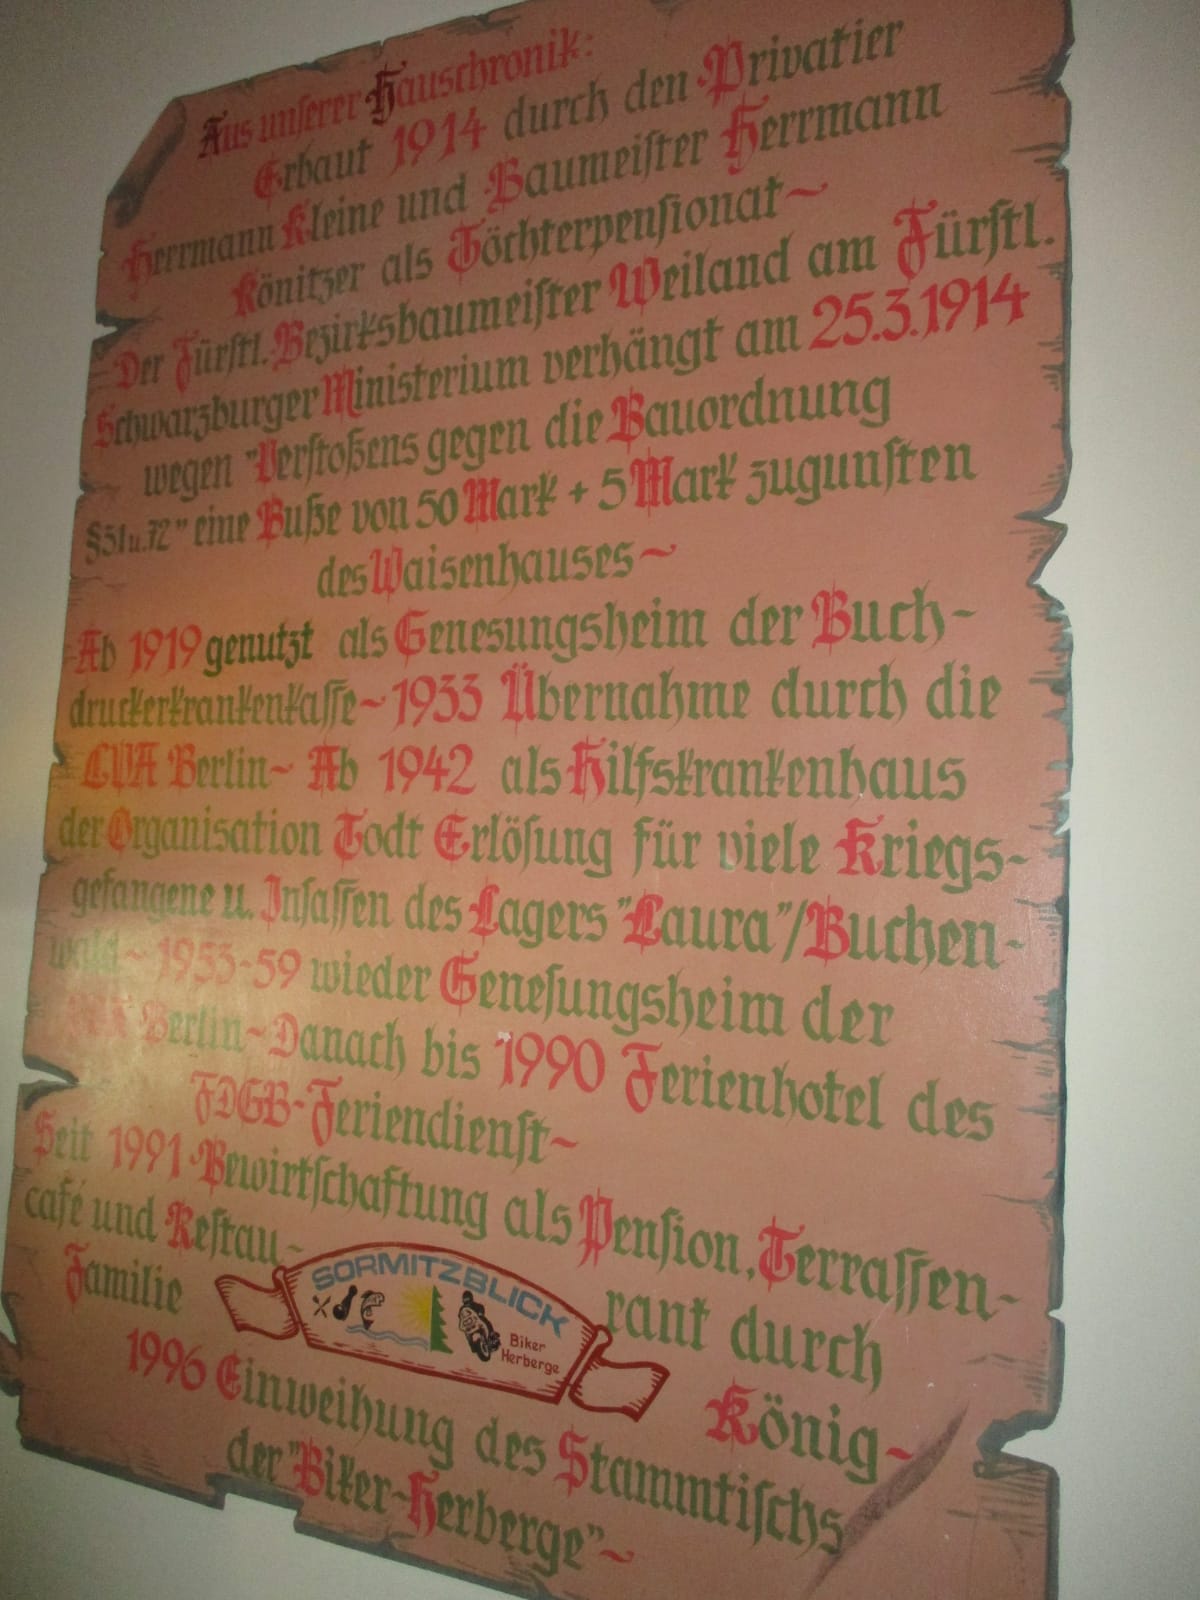 Aus unserer Hauschronik:
Erbaut 1914 durch den Privatier
Herrmann Kleine und Baumeister Herrmann
Könitzer als Töchterpensionat~
Der Fürstl. Bezirksbaumeister Weiland am Fürstl.
Schwarzburger Ministerium verhängt am 25.3.1914
wegen "Verstoßens gegen die Bauordnung
§51u.72" eine Buße von 50 Mark + 5 Mark zugunsten
des Waisenhauses~
Ab 1919 genutzt als Genesungsheim der Buch-
druckerkrankenkasse~1933 Übernahme durch die
LVA Berlin~ Ab 1942 als Hilfskrankenhaus
der Organisation Todt Erlösung für viele Kriegs-
gefangene u. Insassen des Lagers "Laura"/Buchen-
wald~1953-59 wieder Genesungsheim der
Berlin~Danach bis 1990 Ferienhotel des
FDGB-Feriendienst~
Seit 1991 Bewirtschaftung als Pension, Terrassen-
café und Restau-
rant durch
Familie
König~
SORMITZBLICK
Biker
Herberge
1996 Einweihung des Stammtischs
der "Biker-Herberge"~